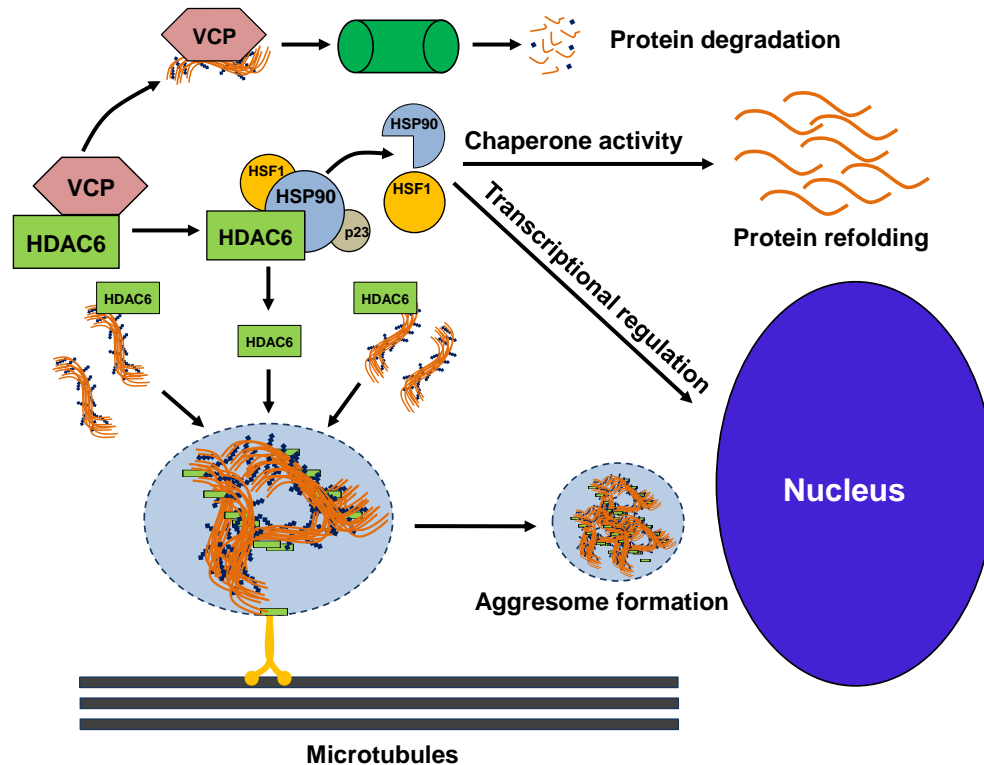 VCP
Protein degradation
HSP90
Chaperone activity
VCP
HSF1
HSP90
HSF1
HDAC6
HDAC6
p23
Transcriptional regulation
Protein refolding
HDAC6
HDAC6
HDAC6
Nucleus
Aggresome formation
Microtubules